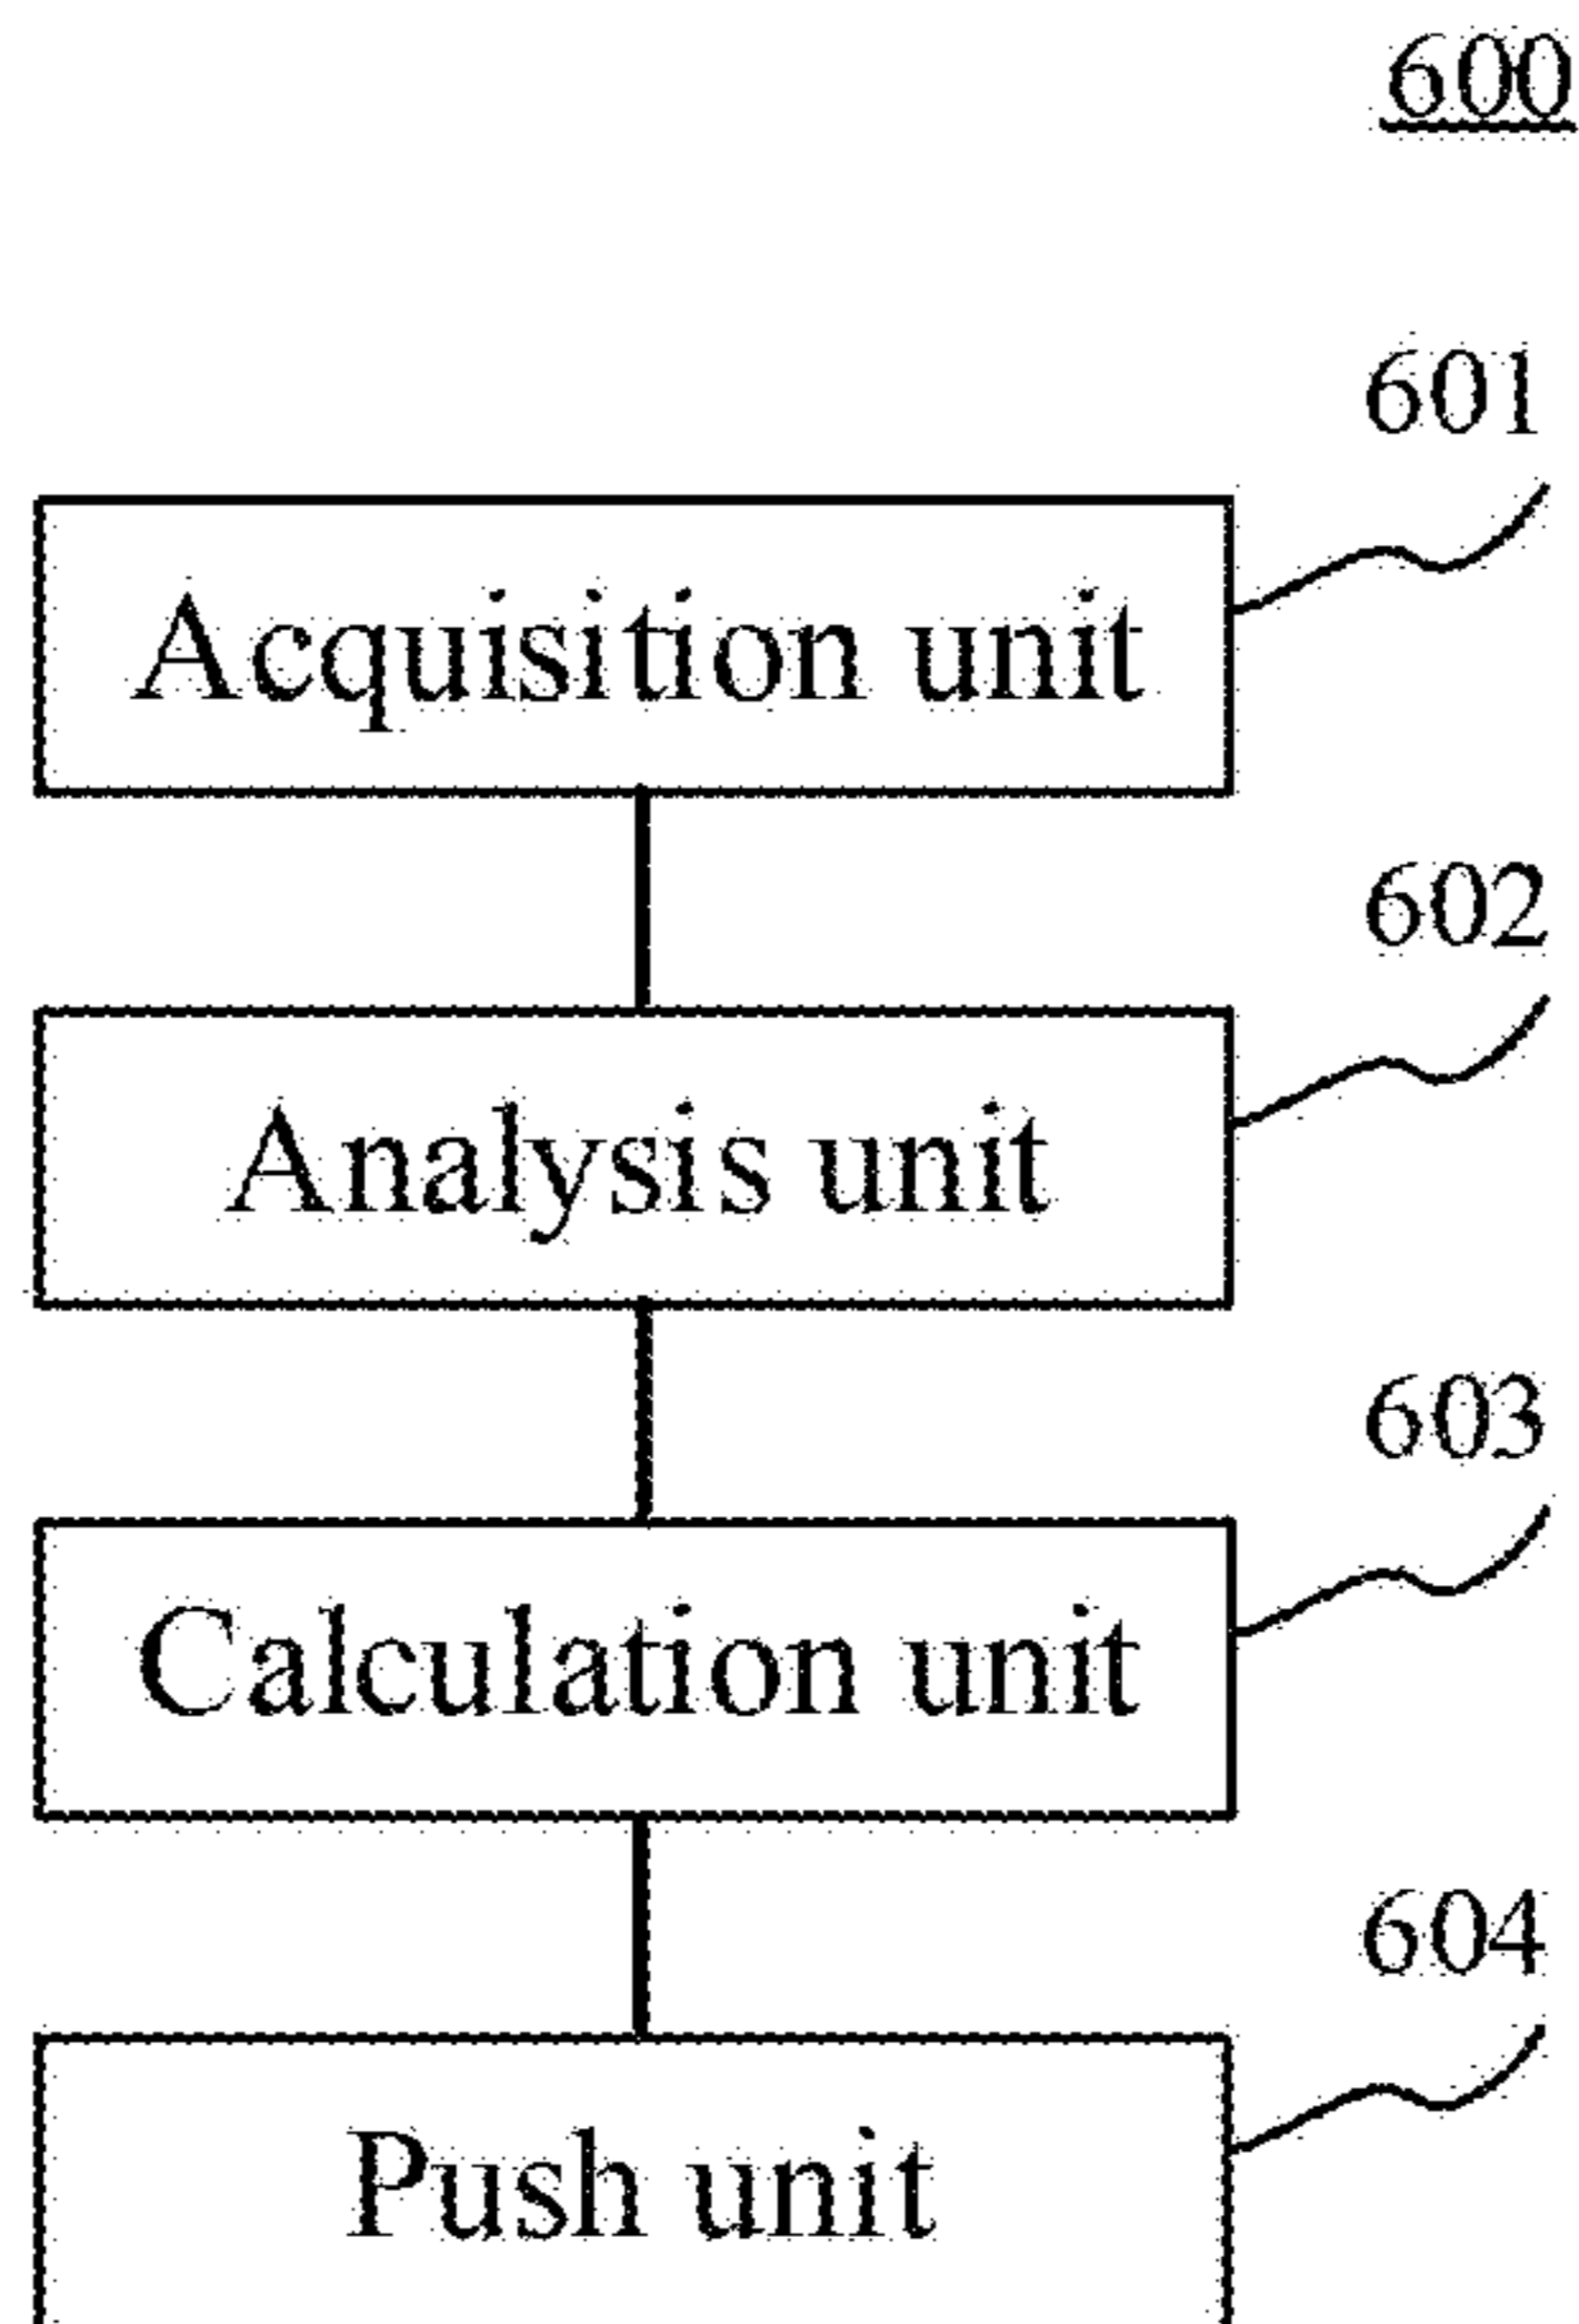 600
601
Acquisition unit
602
Analysis unit
603
Calculation unit
604
Push unit